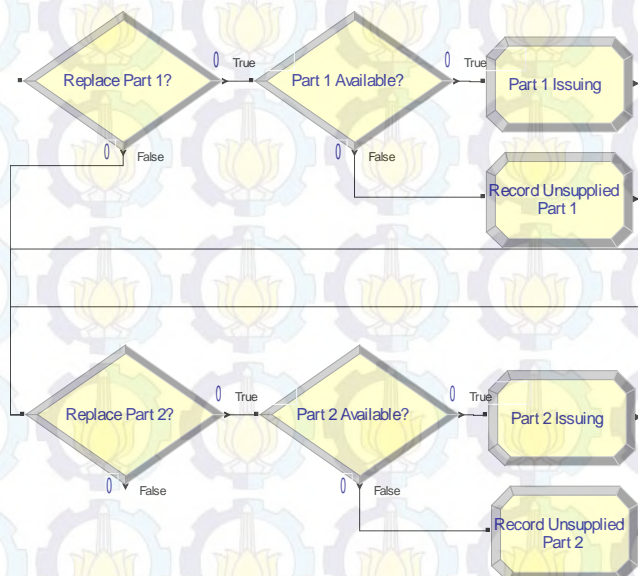 Replace Part 1?
0
True
Part 1 Available?
0
True
Part 1 Issuing
0
False
0
False
Record Unsupplied
Part 1
Replace Part 2?
0
True
Part 2 Available?
0
True
Part 2 Issuing
0
False
0
False
Record Unsupplied
Part 2